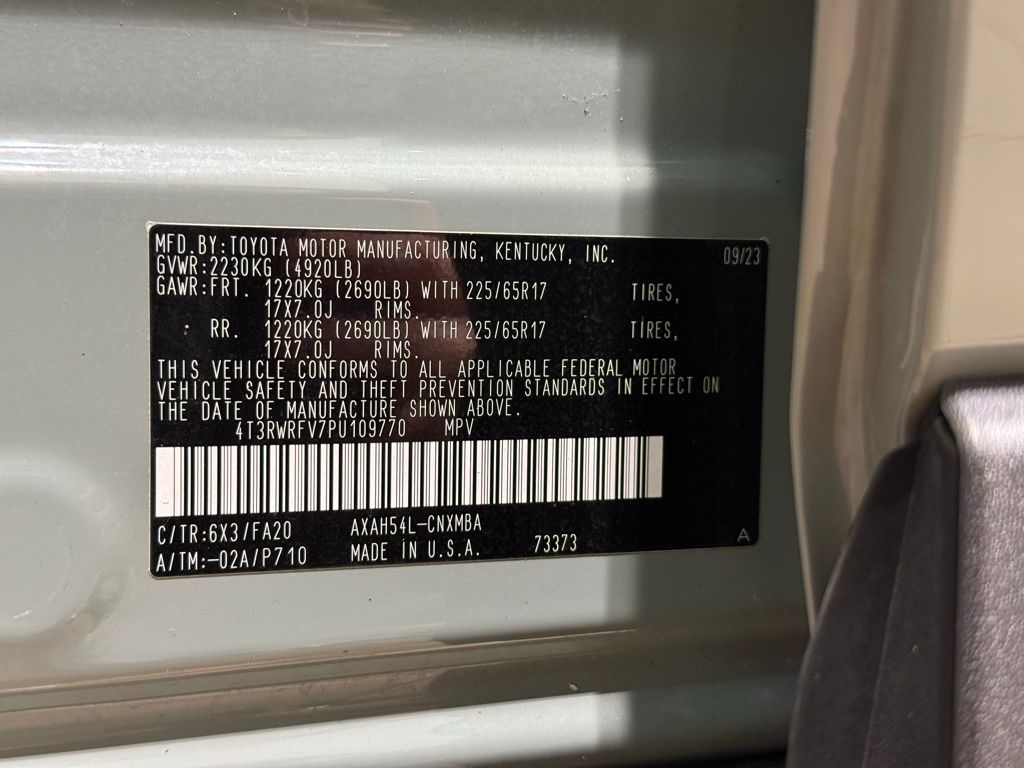 MFD.BY:TOYOTA MOTOR MANUFACTURING, KENTUCKY, INC. 09/23
GVWR:2230KG (4920LB)
GAWR:FRT. 1220KG (2690LB) WITH 225/65R17 TIRES,
17X7.0J RIMS.
RR. 1220KG (2690LB) WITH 225/65R17 TIRES,
17X7.0J RIMS.
THIS VEHICLE CONFORMS TO ALL APPLICABLE FEDERAL MOTOR
VEHICLE SAFETY AND THEFT PREVENTION STANDARDS IN EFFECT ON
THE DATE OF MANUFACTURE SHOWN ABOVE.
4T3RWRFV7PU109770 MPV
C/TR:6X3/FA20 AXAH54L-CNXMBA
A/TM:-02A/P710 MADE IN U.S.A. 73373 A